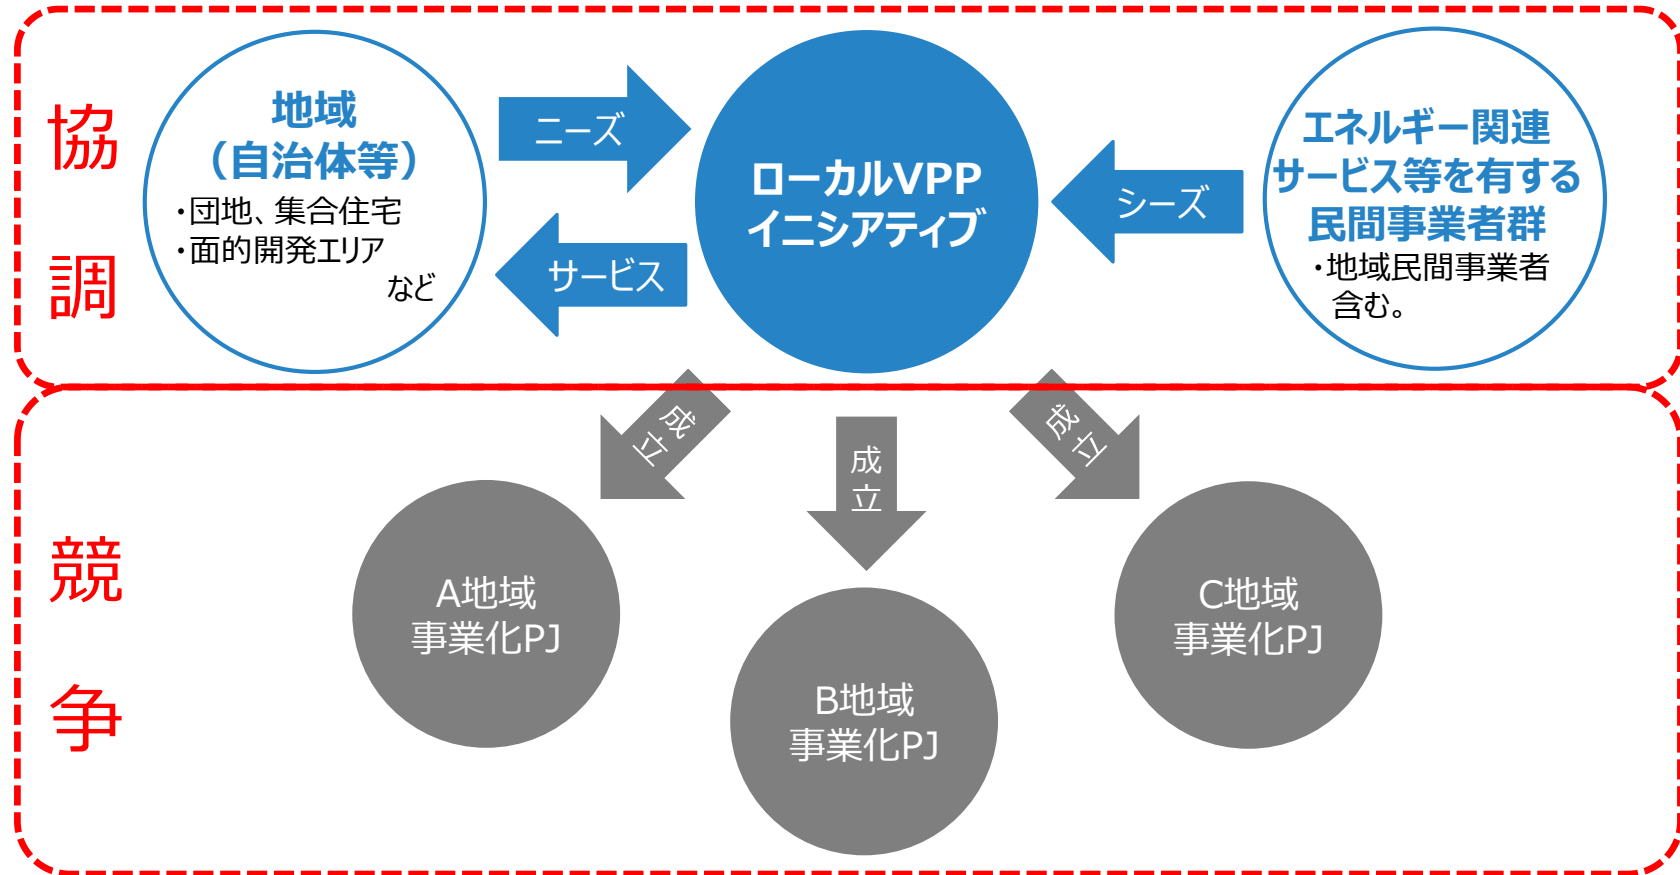 協
調
地域
（自治体等）
・団地、集合住宅
・面的開発エリア
など
ニーズ
サービス
ローカルVPP
イニシアティブ
シーズ
エネルギー関連
サービス等を有する
民間事業者群
・地域民間事業者
含む。
競
争
成
立
成
立
成
立
A地域
事業化PJ
B地域
事業化PJ
C地域
事業化PJ